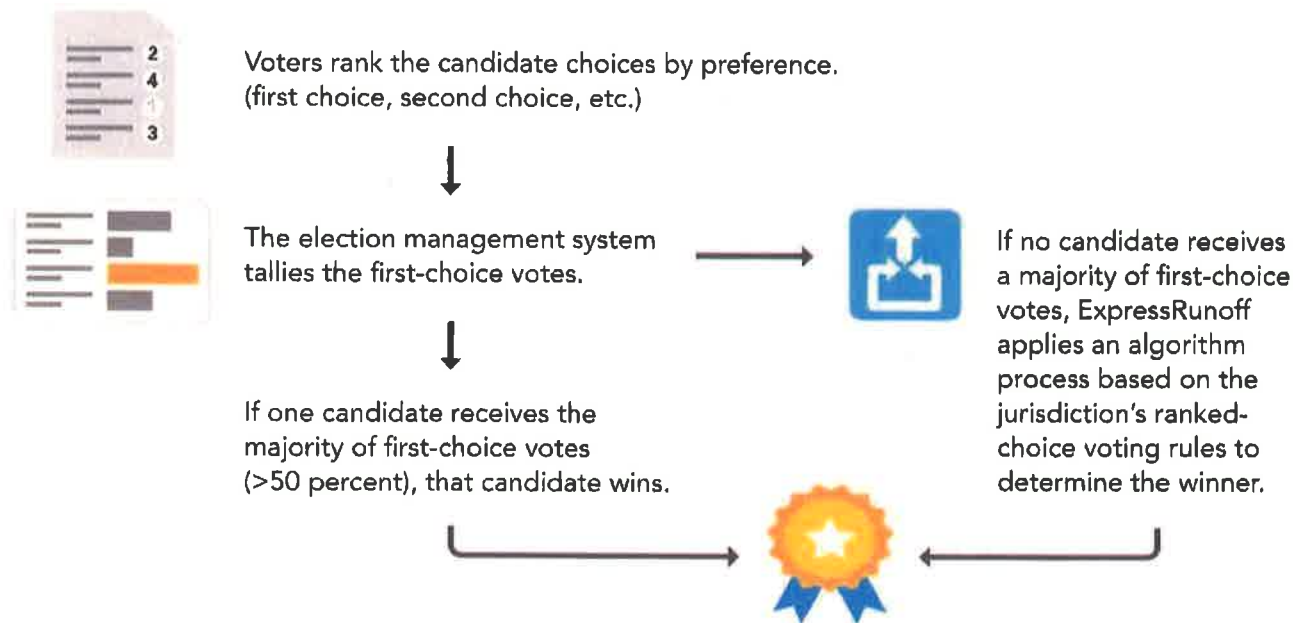 2
4
1
3
Voters rank the candidate choices by preference.
(first choice, second choice, etc.)
The election management system
tallies the first-choice votes.
If one candidate receives the
majority of first-choice votes
(>50 percent), that candidate wins.
If no candidate receives
a majority of first-choice
votes, ExpressRunoff
applies an algorithm
process based on the
jurisdiction's ranked-
choice voting rules to
determine the winner.